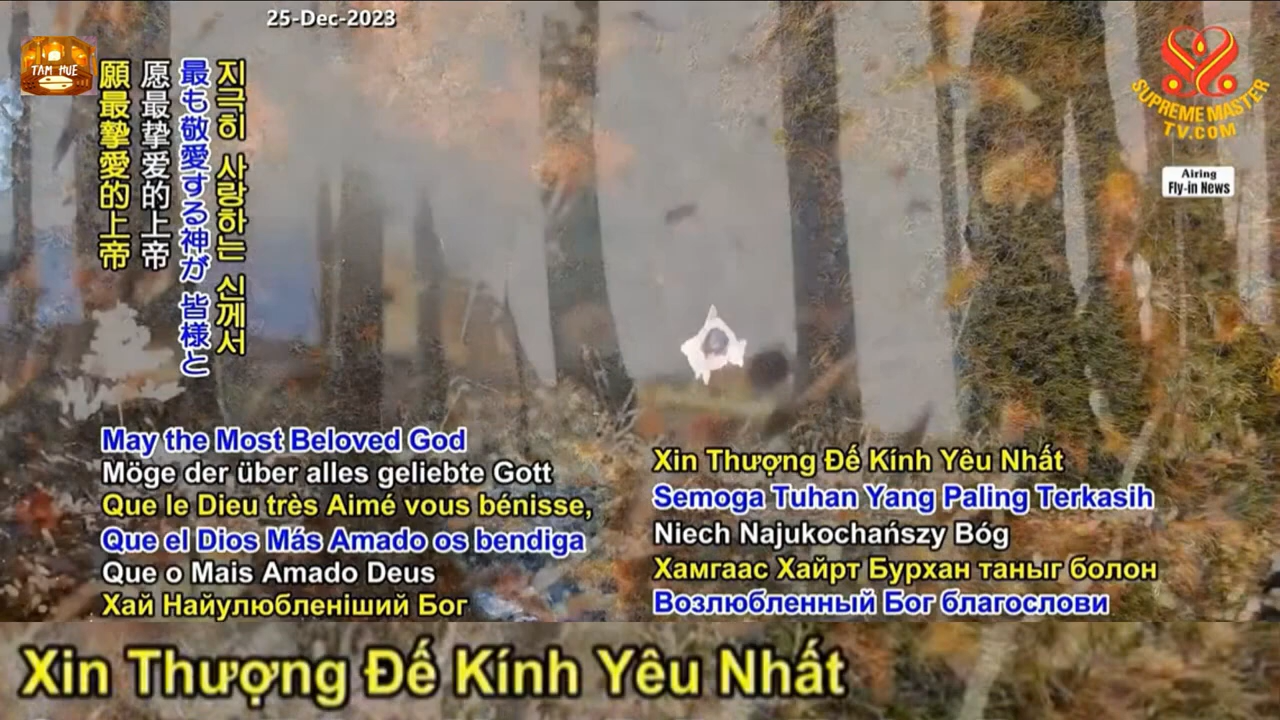 25-Dec-2023
TAM HUE
願最摯愛的上帝
愿最挚爱的上帝
最も敬愛する神が 皆様と
지극히 사랑하는 신께서
SUPREME MASTER
TV.COM
Airing
Fly-in News
May the Most Beloved God
Möge der über alles geliebte Gott
Que le Dieu très Aimé vous bénisse,
Que el Dios Más Amado os bendiga
Que o Mais Amado Deus
Хай Найулюбленіший Бог
Xin Thượng Đế Kính Yêu Nhất
Semoga Tuhan Yang Paling Terkasih
Niech Najukochańszy Bóg
Хамгаас Хайрт Бурхан таныг болон
Возлюбленный Бог благослови
Xin Thượng Đế Kính Yêu Nhất